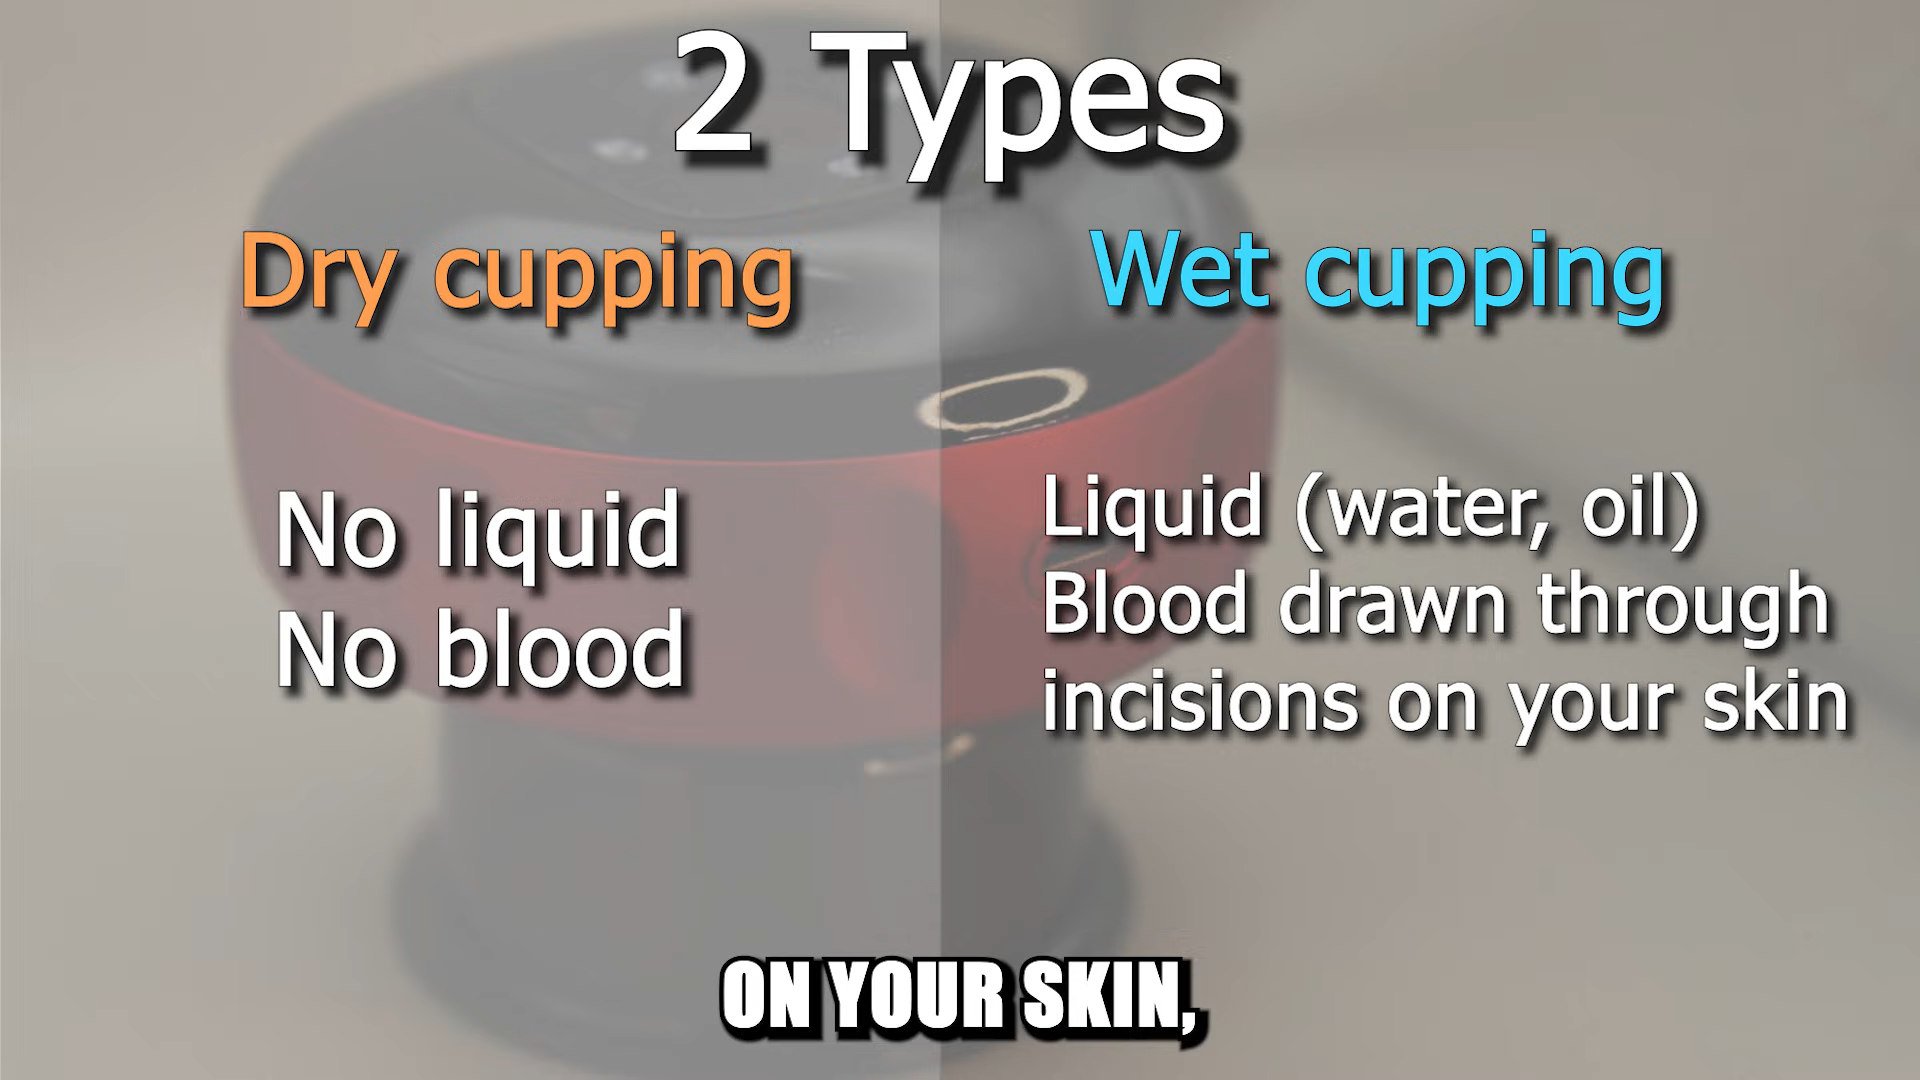 2 Types
Dry cupping
No liquid
No blood
Wet cupping
Liquid (water, oil)
Blood drawn through
incisions on your skin
ON YOUR SKIN,